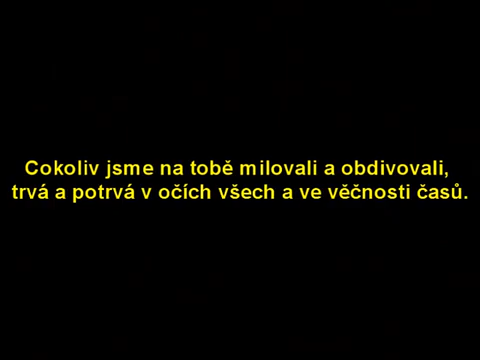 Cokoliv jsme na tobě milovali a obdivovali,
trvá a potrvá v očích všech a ve věčnosti časů.